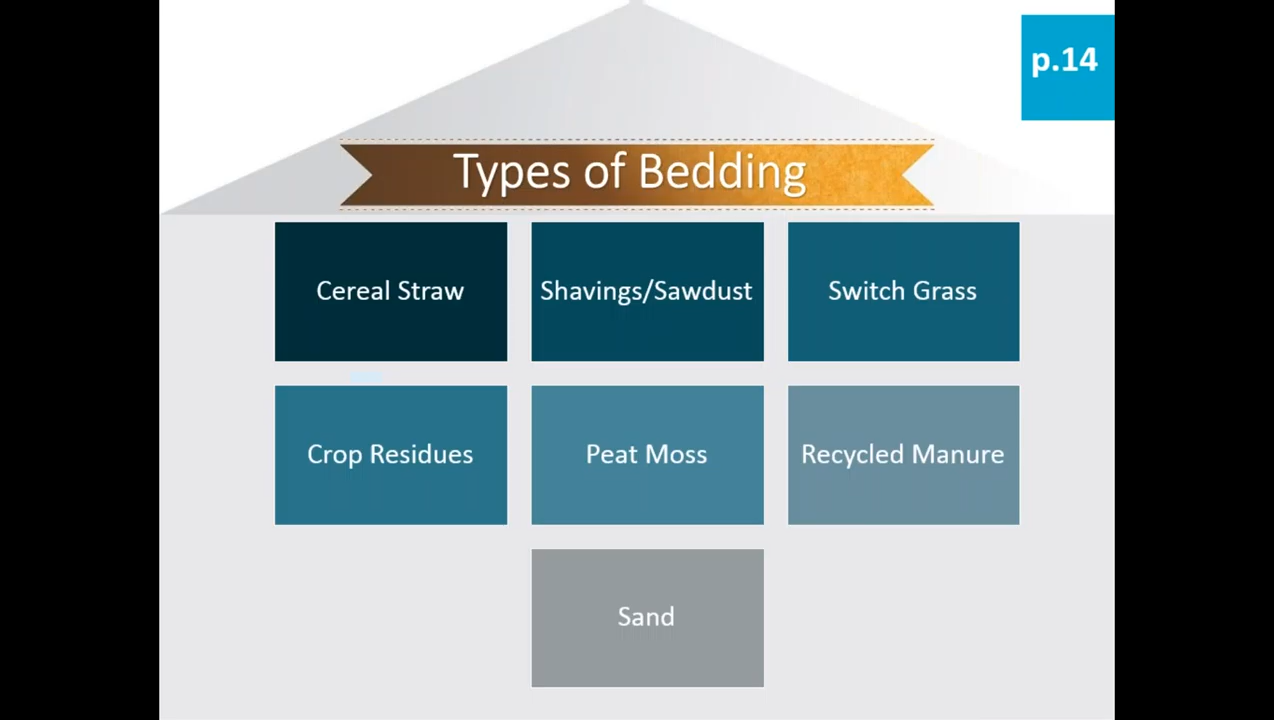 p.14
Types of Bedding
Cereal Straw
Shavings/Sawdust
Switch Grass
Crop Residues
Peat Moss
Recycled Manure
Sand